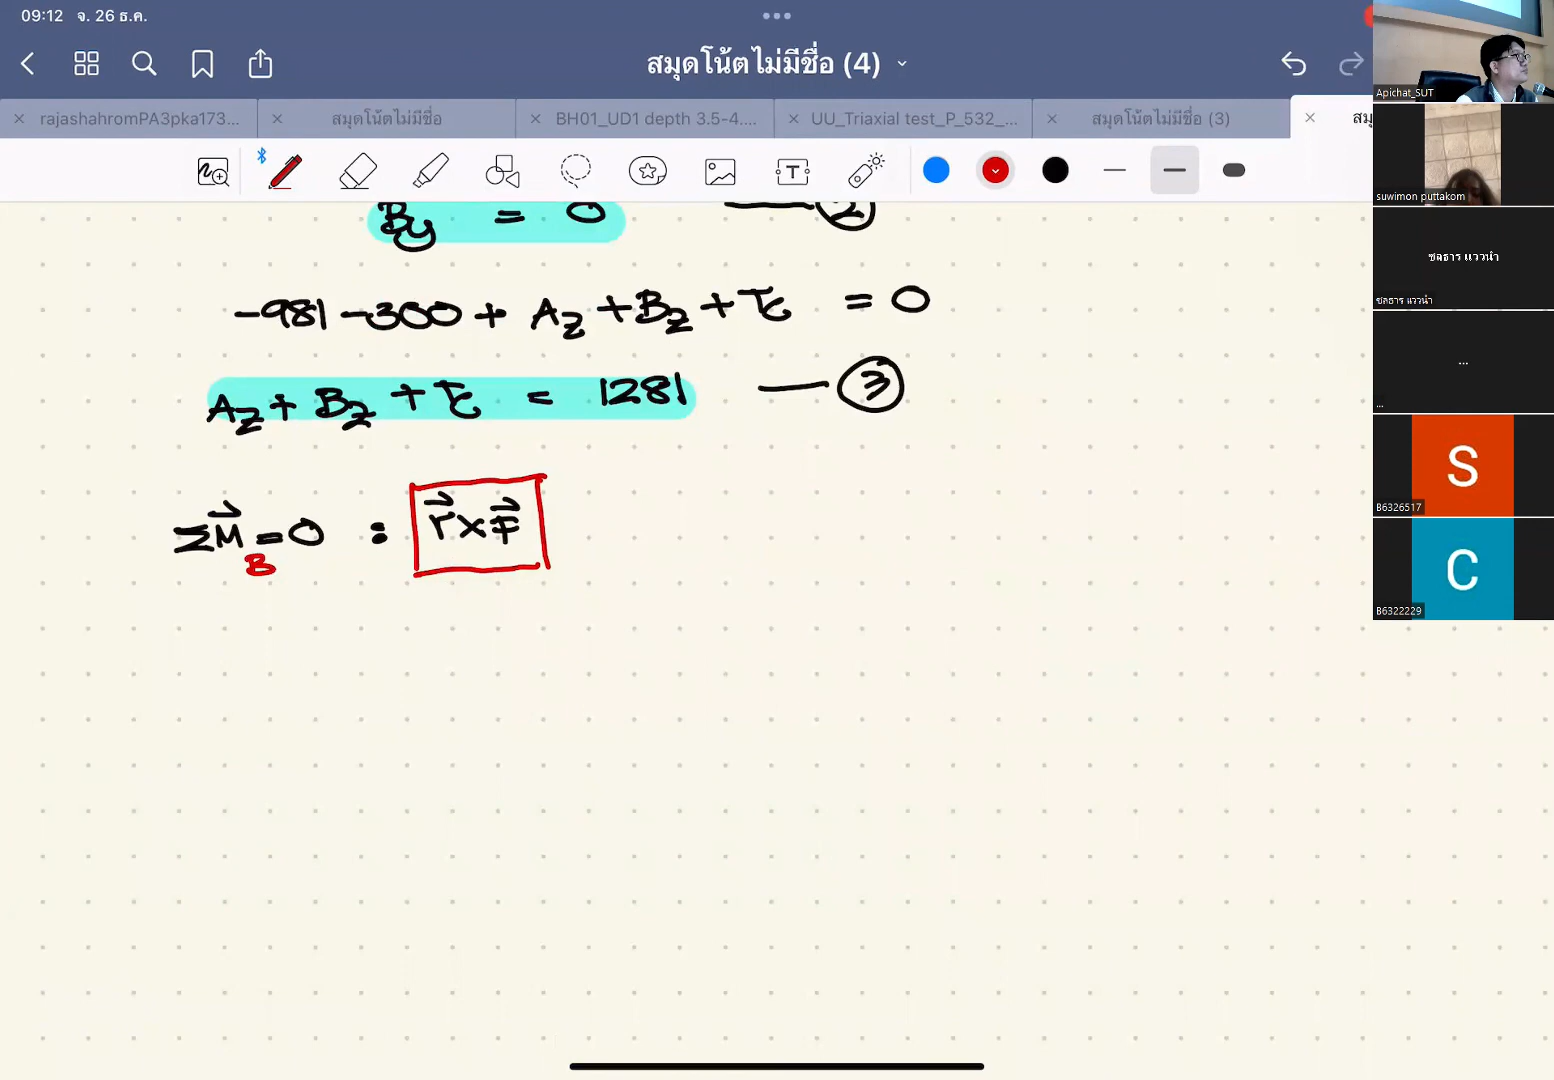 09:12 จ. 26 ธ.ค.
สมุดโน้ตไม่มีชื่อ (4)
rajashahromPA3pka173...
สมุดโน้ตไม่มีชื่อ
BH01_UD1 depth 3.5-4....
UU_Triaxial test_P_532_...
สมุดโน้ตไม่มีชื่อ (3)
สมุ
T
By = 0 — 2
-981 -300 + Az + Bz + Tc = 0
Az + Bz + Tc = 1281 — 3
ΣM⃗B = 0 : r⃗ × F⃗
Apichat_SUT
suwimon puttakom
ชลธาร แววนำ
ชลธาร แววนำ
...
...
S
B6326517
C
B6322229